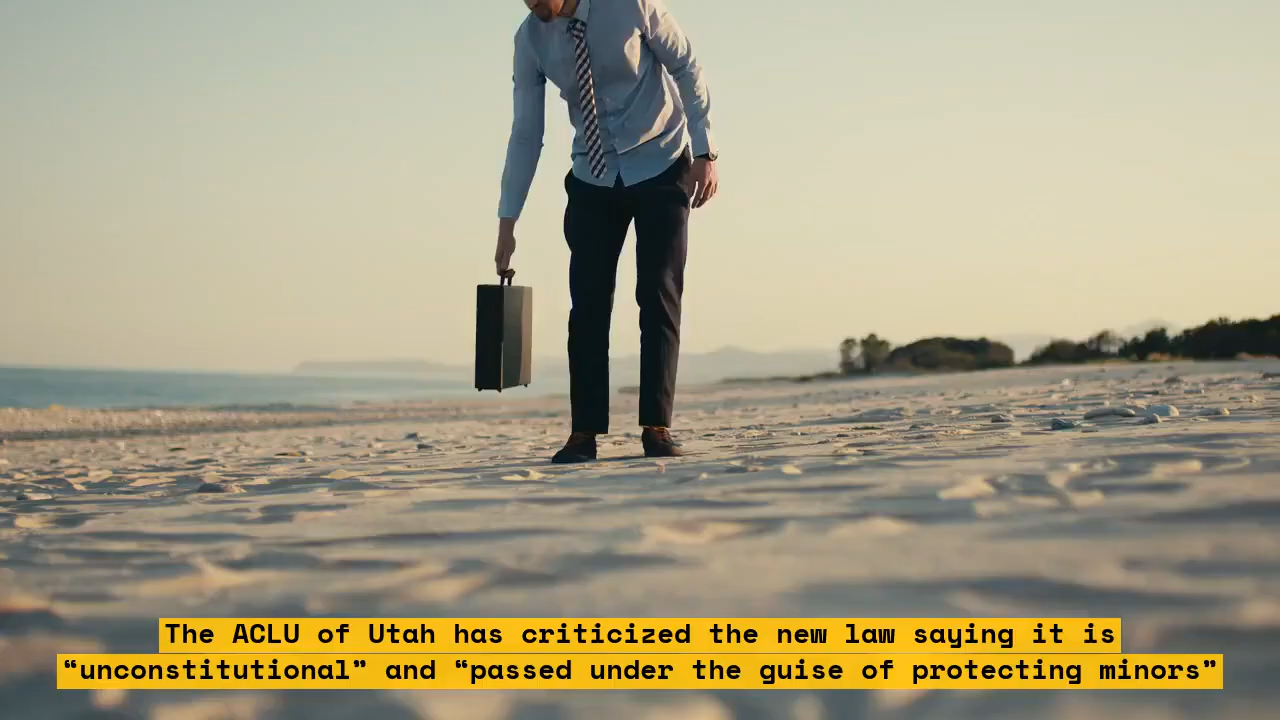 The ACLU of Utah has criticized the new law saying it is
“unconstitutional” and “passed under the guise of protecting minors”